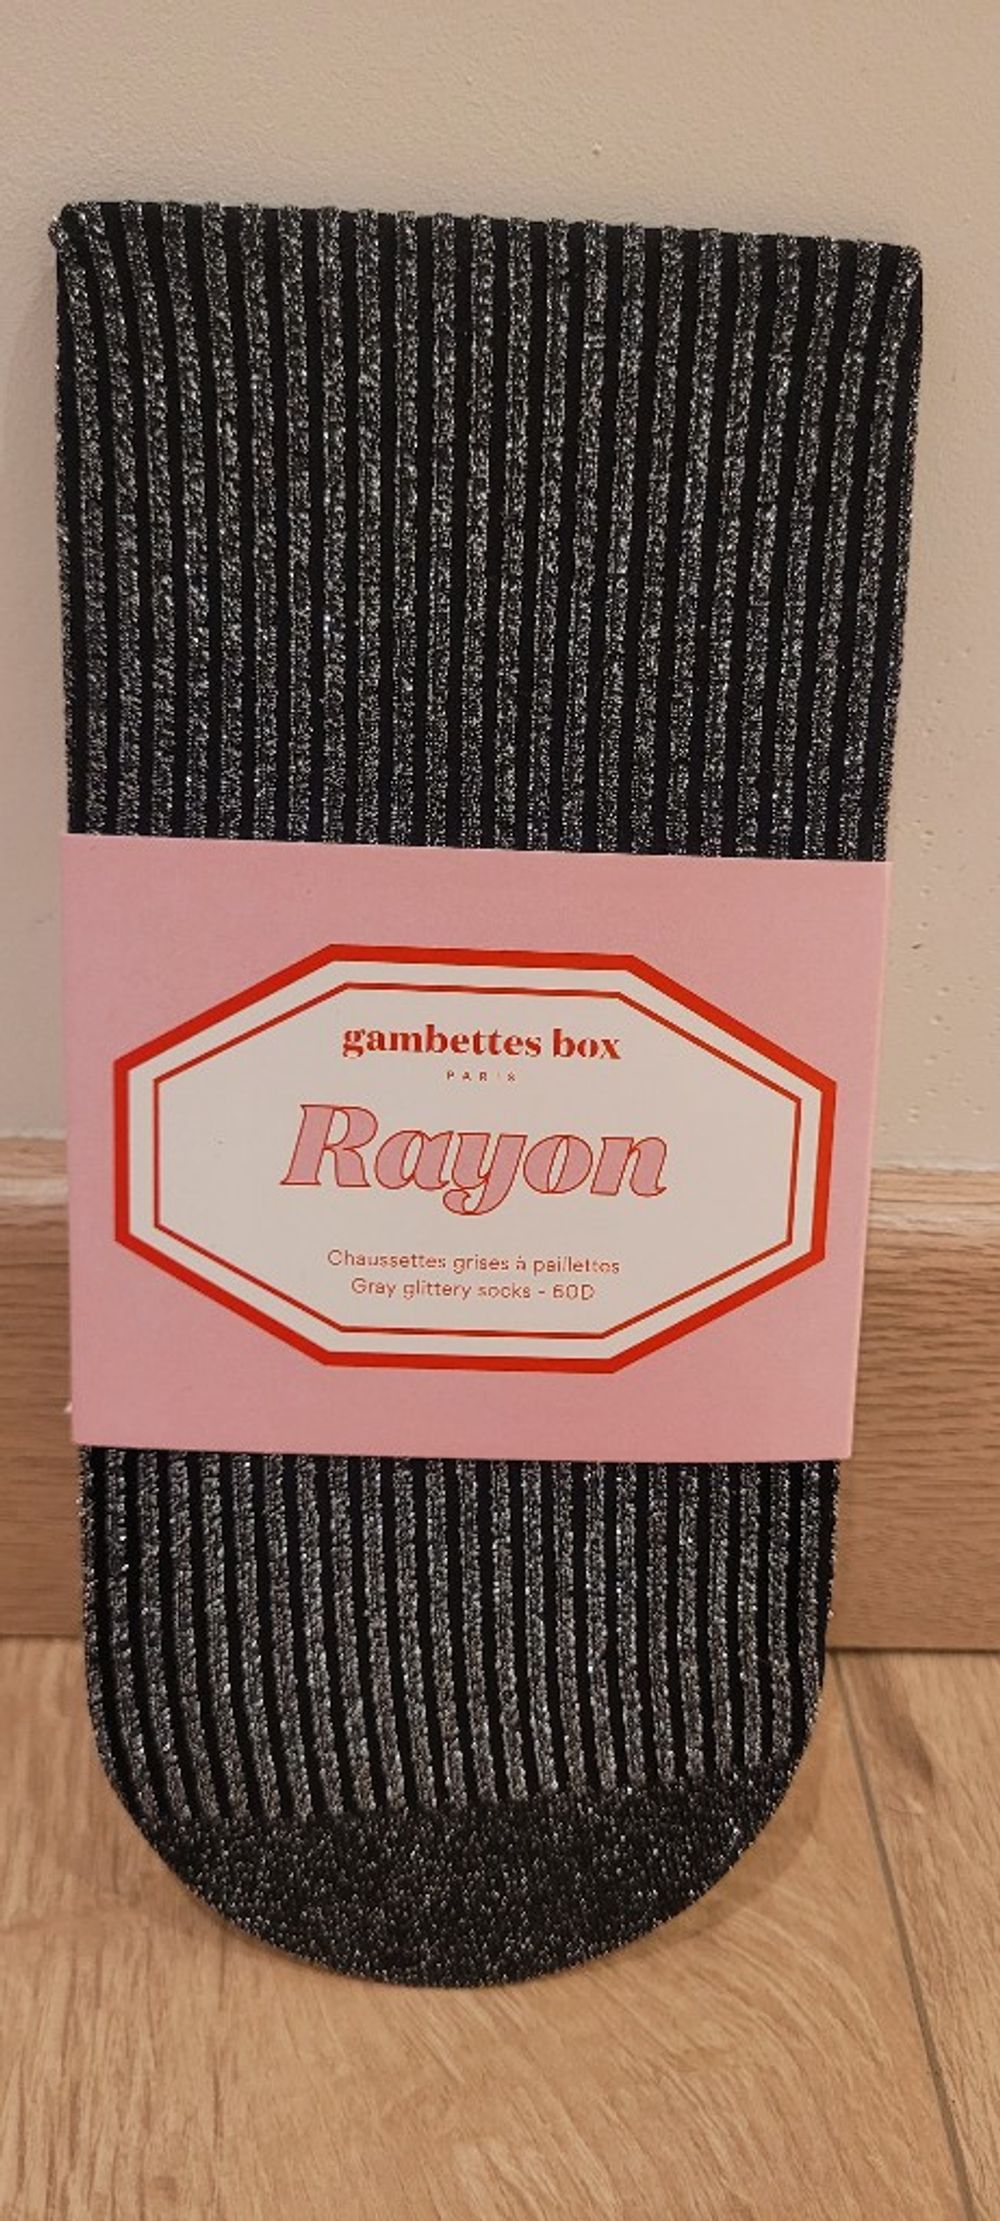 gambettes box
PARIS
Rayon
Chaussettes grises à paillettes
Gray glittery socks - 60D